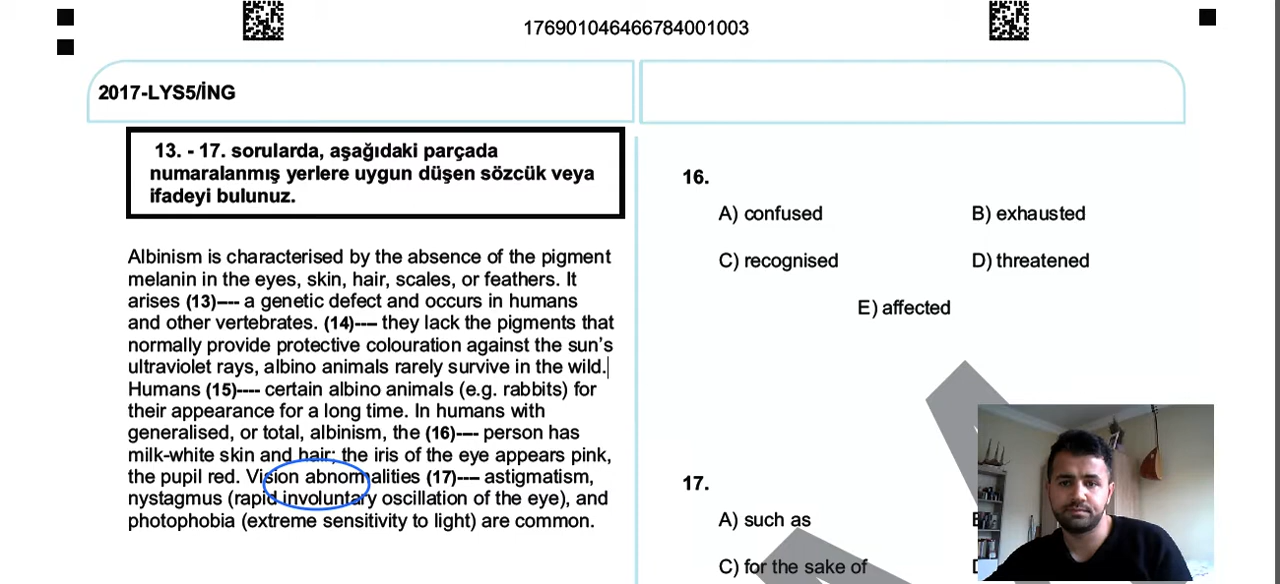 176901046466784001003
2017-LYS5/İNG
13. - 17. sorularda, aşağıdaki parçada
numaralanmış yerlere uygun düşen sözcük veya
ifadeyi bulunuz.
Albinism is characterised by the absence of the pigment
melanin in the eyes, skin, hair, scales, or feathers. It
arises (13)---- a genetic defect and occurs in humans
and other vertebrates. (14)---- they lack the pigments that
normally provide protective colouration against the sun's
ultraviolet rays, albino animals rarely survive in the wild.
Humans (15)---- certain albino animals (e.g. rabbits) for
their appearance for a long time. In humans with
generalised, or total, albinism, the (16)---- person has
milk-white skin and hair; the iris of the eye appears pink,
the pupil red. Vision abnormalities (17)---- astigmatism,
nystagmus (rapid involuntary oscillation of the eye), and
photophobia (extreme sensitivity to light) are common.
16.
A) confused B) exhausted
C) recognised D) threatened
E) affected
17.
A) such as
C) for the sake of